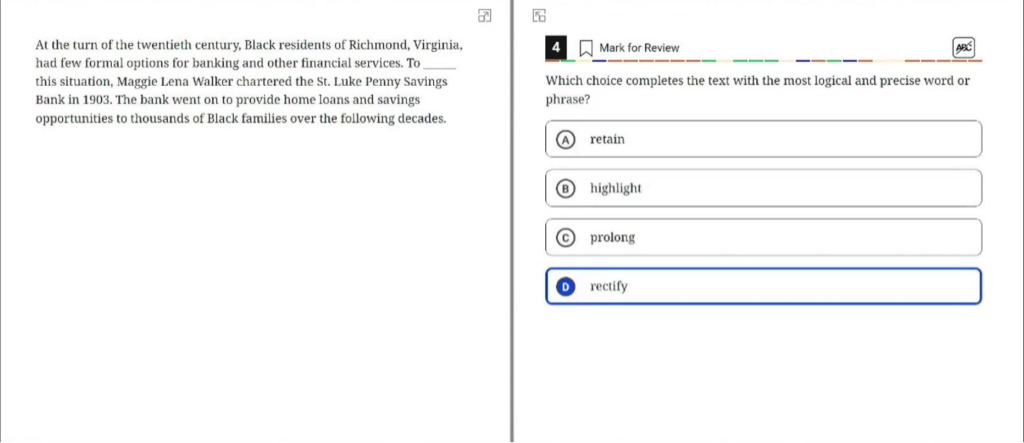 At the turn of the twentieth century, Black residents of Richmond, Virginia,
had few formal options for banking and other financial services. To _____
this situation, Maggie Lena Walker chartered the St. Luke Penny Savings
Bank in 1903. The bank went on to provide home loans and savings
opportunities to thousands of Black families over the following decades.
4 Mark for Review ABC
Which choice completes the text with the most logical and precise word or
phrase?
A retain
B highlight
C prolong
D rectify